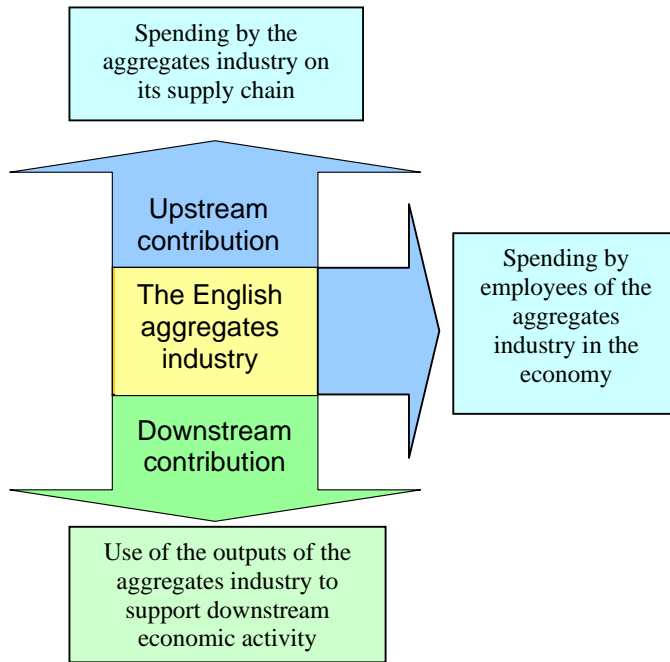 Spending by the
aggregates industry on
its supply chain
Upstream
contribution
The English
aggregates
industry
Spending by
employees of the
aggregates
industry in the
economy
Downstream
contribution
Use of the outputs of the
aggregates industry to
support downstream
economic activity